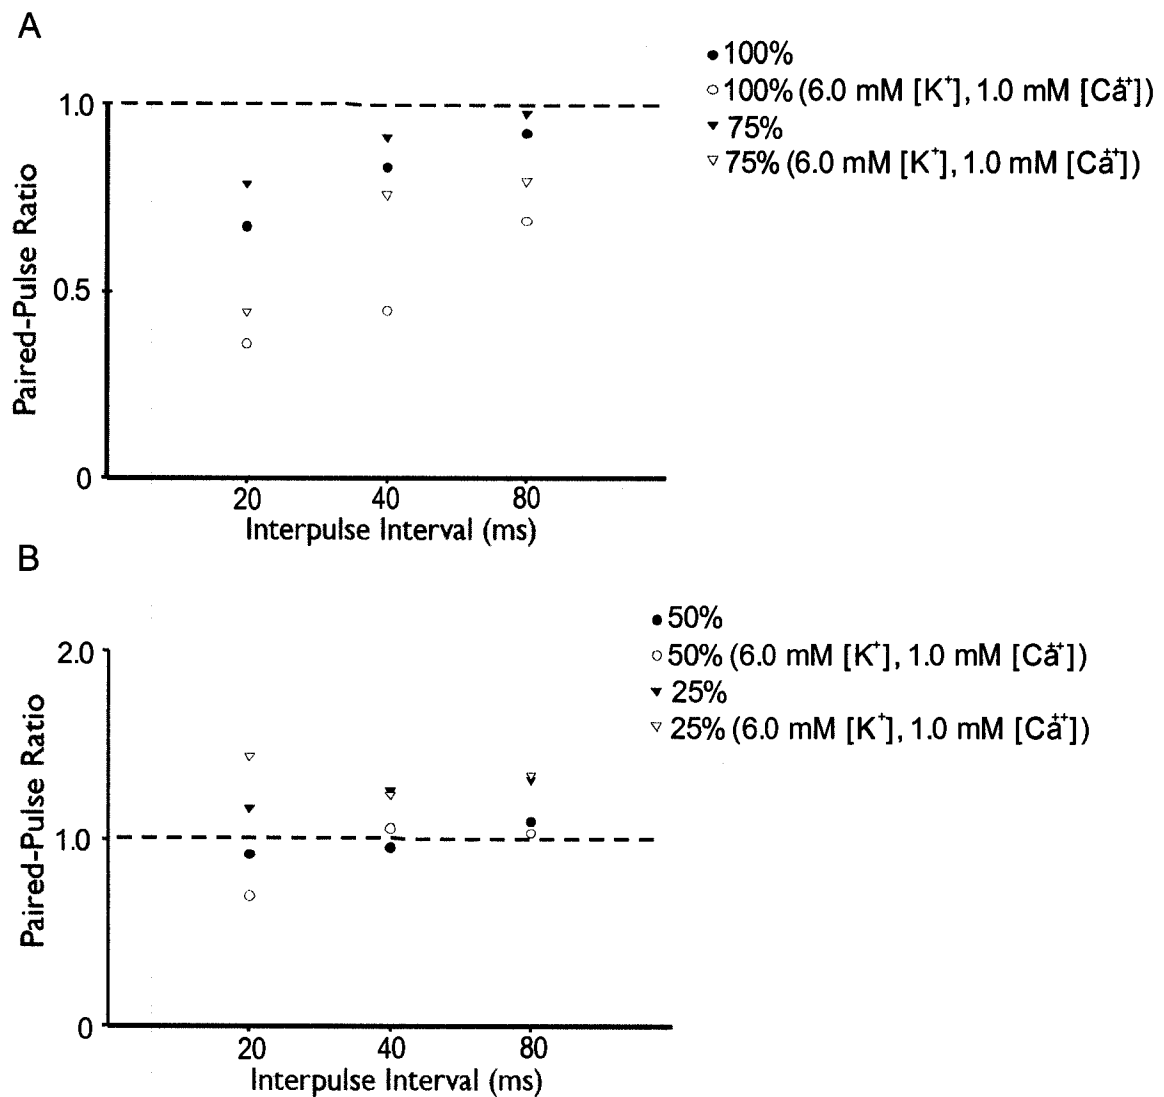 A
100%
100% (6.0 mM [K⁺], 1.0 mM [Ca⁺⁺])
75%
75% (6.0 mM [K⁺], 1.0 mM [Ca⁺⁺])
1.0
0.5
0
Paired-Pulse Ratio
20 40 80
Interpulse Interval (ms)
B
50%
50% (6.0 mM [K⁺], 1.0 mM [Ca⁺⁺])
25%
25% (6.0 mM [K⁺], 1.0 mM [Ca⁺⁺])
2.0
1.0
0
Paired-Pulse Ratio
20 40 80
Interpulse Interval (ms)